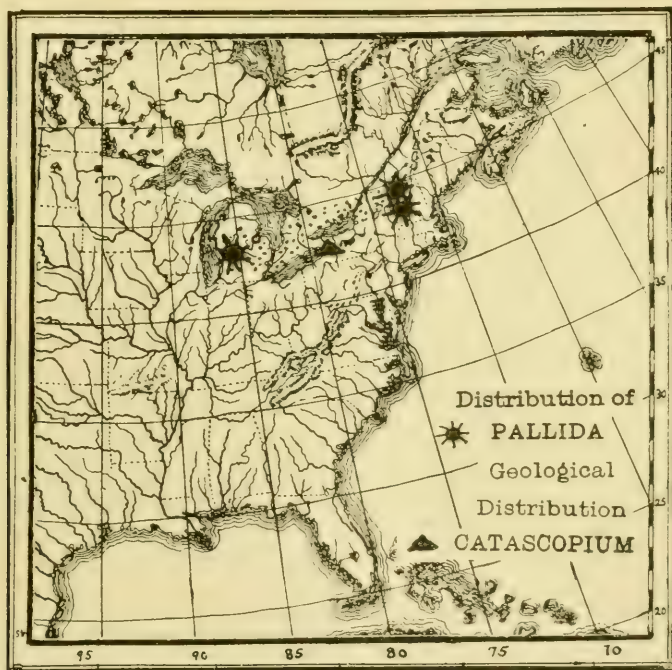 45
40
35
Distribution of
PALLIDA
30
Geological
Distribution
25
CATASCOPIUM
20
95 90 85 80 75 70